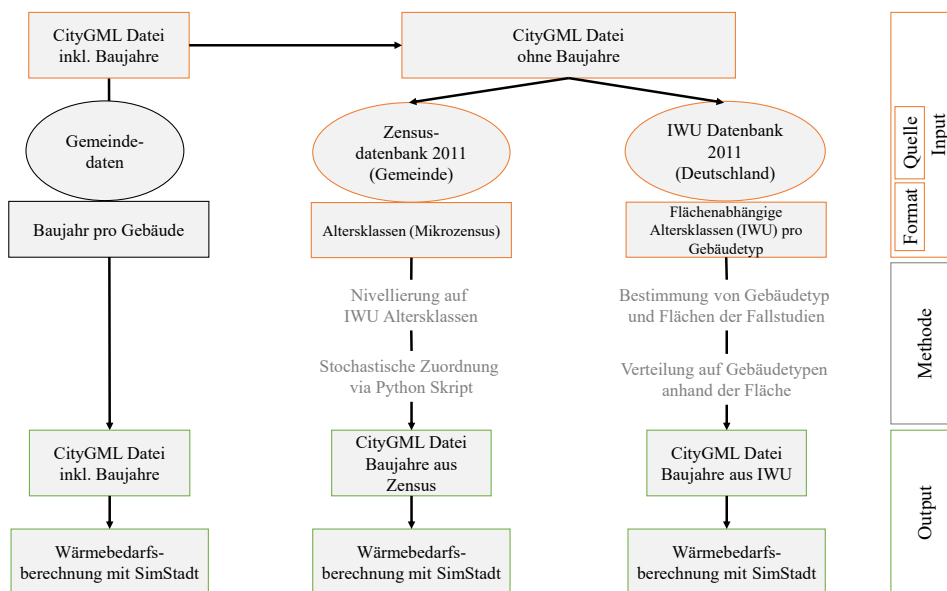 CityGML Datei
inkl. Baujahre
CityGML Datei
ohne Baujahre
Gemeinde-
daten
Zensus-
datenbank 2011
(Gemeinde)
IWU Datenbank
2011
(Deutschland)
Baujahr pro Gebäude
Altersklassen (Mikrozensus)
Flächenabhängige
Altersklassen (IWU) pro
Gebäudetyp
Nivellierung auf
IWU Altersklassen
Bestimmung von Gebäudetyp
und Flächen der Fallstudien
Stochastische Zuordnung
via Python Skript
Verteilung auf Gebäudetypen
anhand der Fläche
CityGML Datei
inkl. Baujahre
CityGML Datei
Baujahre aus
Zensus
CityGML Datei
Baujahre aus IWU
Wärmebedarfs-
berechnung mit SimStadt
Wärmebedarfs-
berechnung mit SimStadt
Wärmebedarfs-
berechnung mit SimStadt
Quelle
Format
Input
Methode
Output